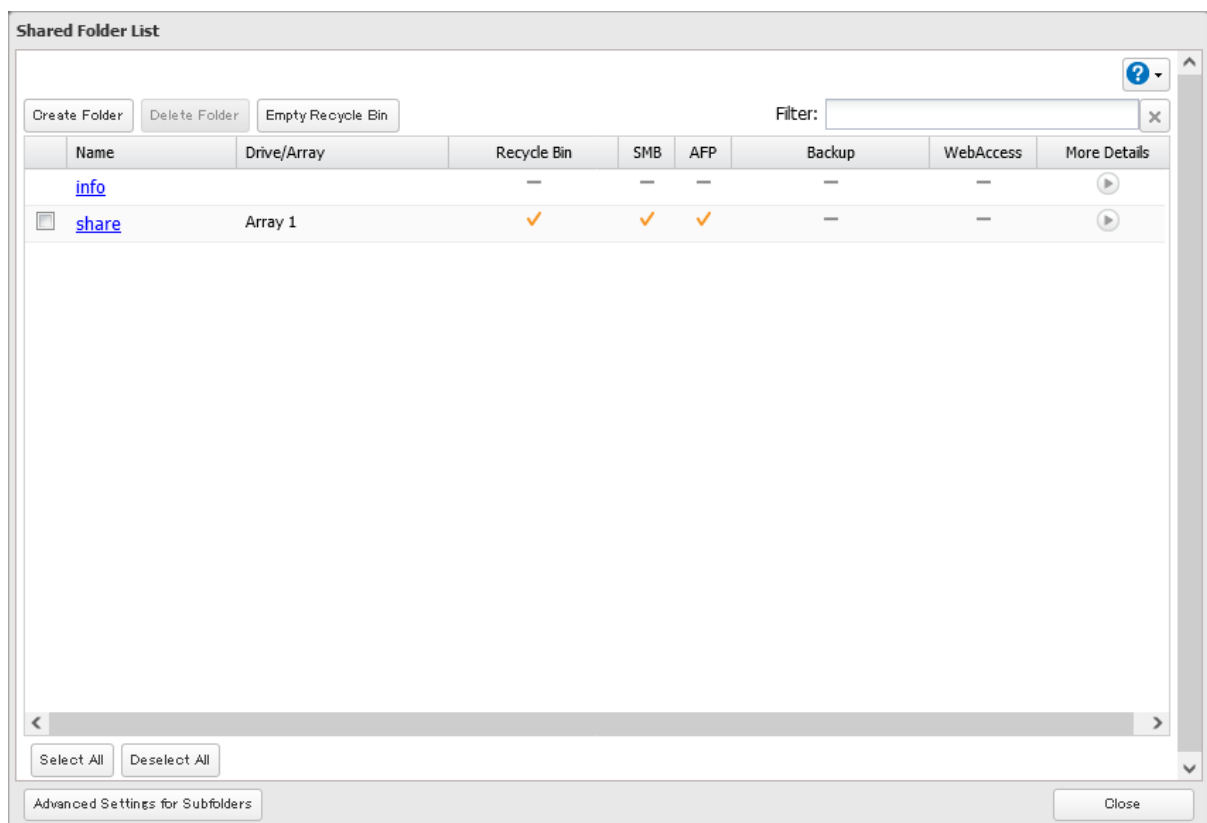 Shared Folder List
Create Folder Delete Folder Empty Recycle Bin Filter:
Name Drive/Array Recycle Bin SMB AFP Backup WebAccess More Details
info
share Array 1
Select All Deselect All
Advanced Settings for Subfolders Close